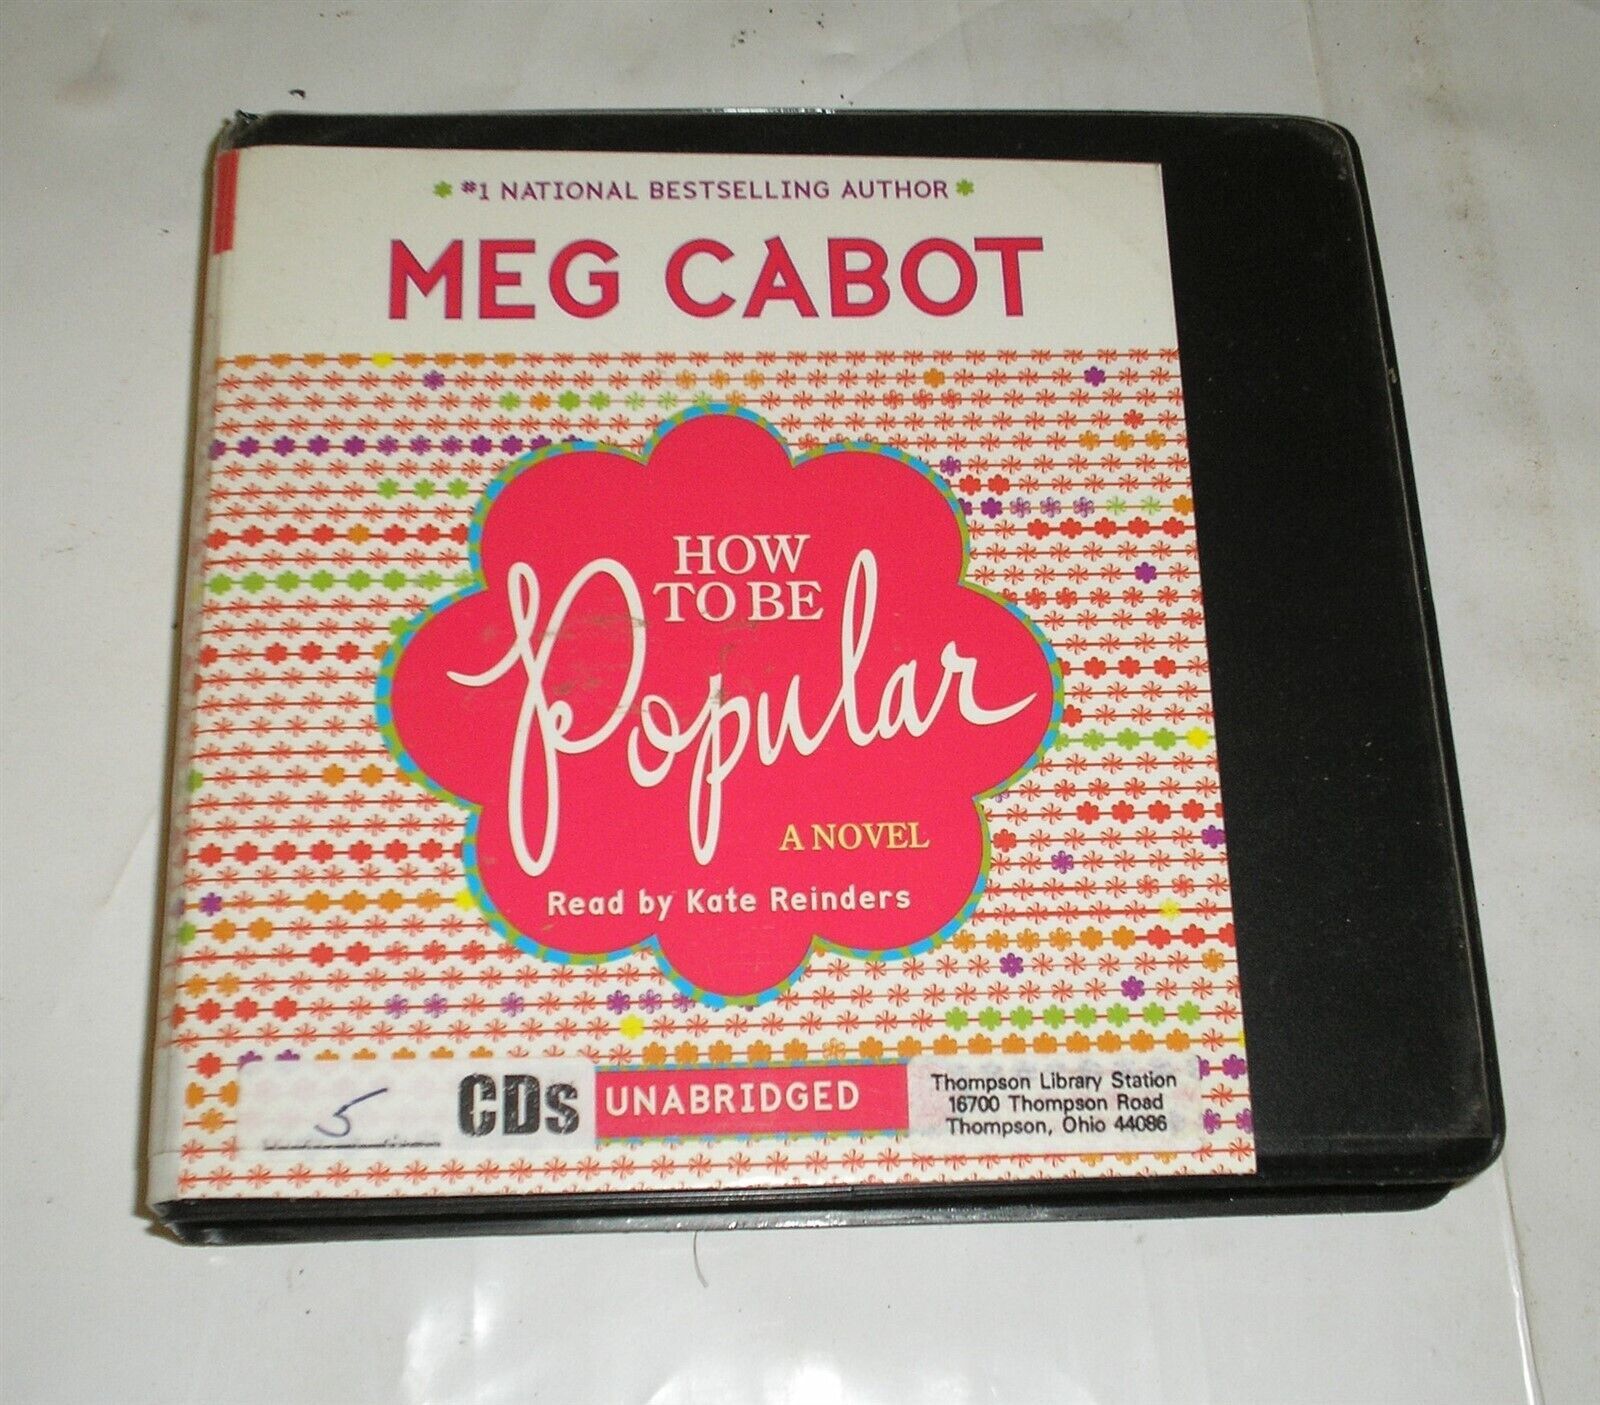 #1 NATIONAL BESTSELLING AUTHOR
MEG CABOT
HOW
TO BE
Popular
A NOVEL
Read by Kate Reinders
5 CDs
UNABRIDGED
Thompson Library Station
16700 Thompson Road
Thompson, Ohio 44086